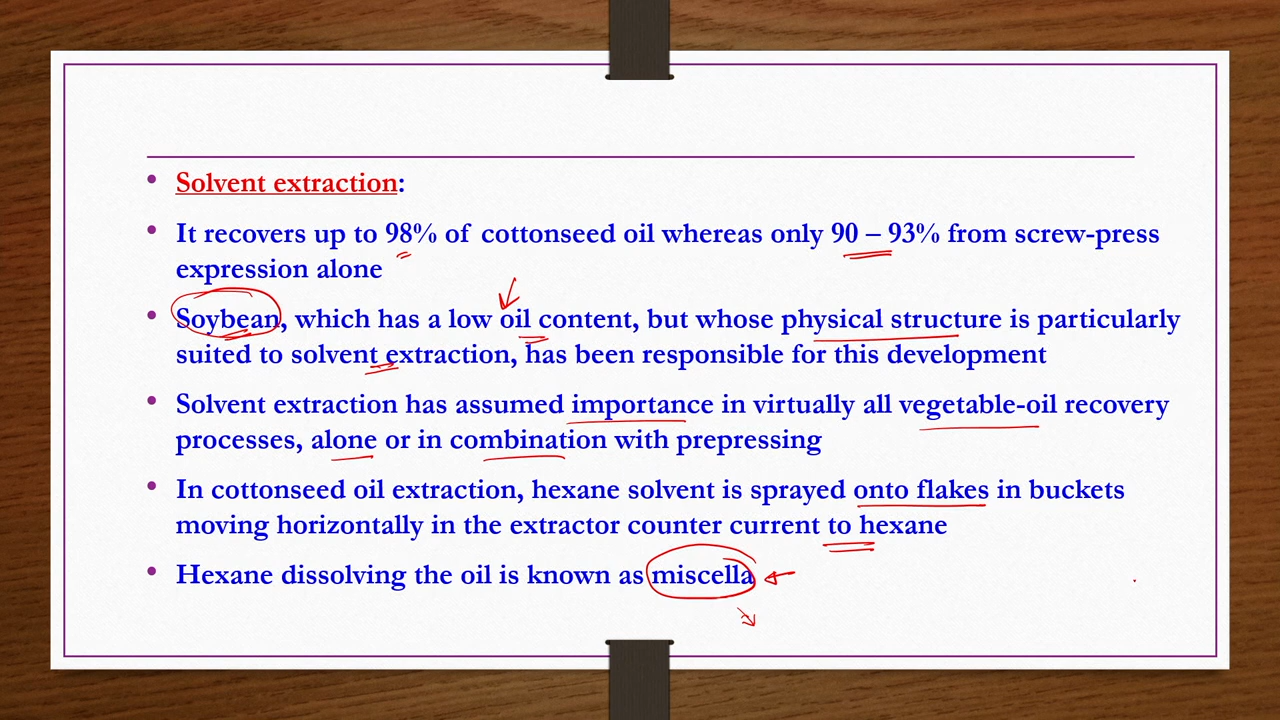 Solvent extraction:
It recovers up to 98% of cottonseed oil whereas only 90 – 93% from screw-press
expression alone
Soybean, which has a low oil content, but whose physical structure is particularly
suited to solvent extraction, has been responsible for this development
Solvent extraction has assumed importance in virtually all vegetable-oil recovery
processes, alone or in combination with prepressing
In cottonseed oil extraction, hexane solvent is sprayed onto flakes in buckets
moving horizontally in the extractor counter current to hexane
Hexane dissolving the oil is known as miscella